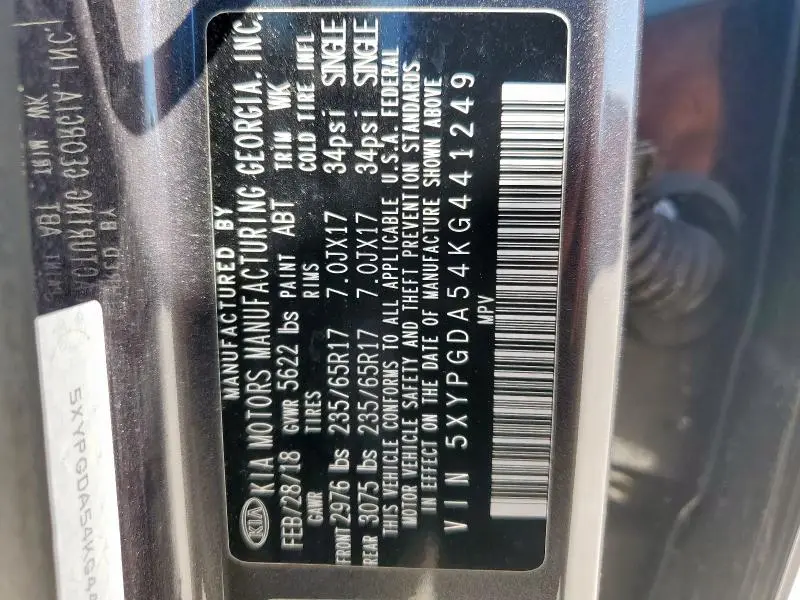 MANUFACTURED BY
KIA KIA MOTORS MANUFACTURING GEORGIA, INC.
FEB/28/18 GVWR 5622 lbs PAINT ABT TRIM WK
GAWR TIRES RIMS COLD TIRE INFL
FRONT 2976 lbs 235/65R17 7.0JX17 34psi SINGLE
REAR 3075 lbs 235/65R17 7.0JX17 34psi SINGLE
THIS VEHICLE CONFORMS TO ALL APPLICABLE U.S.A. FEDERAL
MOTOR VEHICLE SAFETY AND THEFT PREVENTION STANDARDS
IN EFFECT ON THE DATE OF MANUFACTURE SHOWN ABOVE
VIN 5XYPGDA54KG441249
MPV